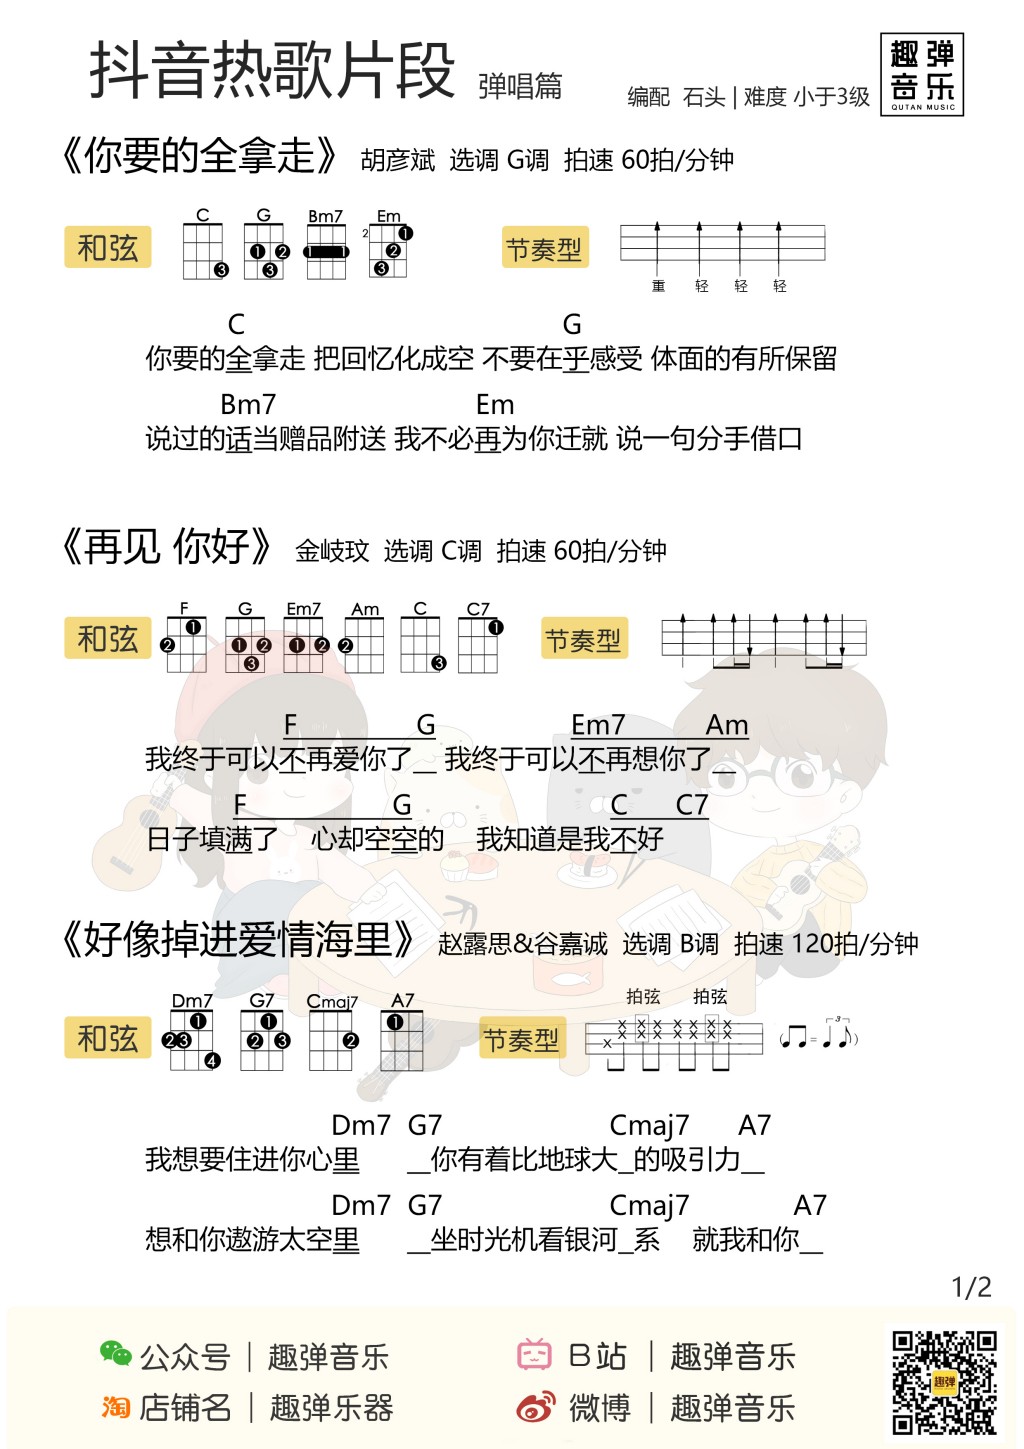 抖音热歌片段 弹唱篇
编配 石头 | 难度 小于3级
趣弹
音乐
QUTAN MUSIC
《你要的全拿走》 胡彦斌 选调 G调 拍速 60拍/分钟
和弦 C G Bm7 Em 节奏型
2
1 2 3
重 轻 轻 轻
C G
你要的全拿走 把回忆化成空 不要在乎感受 体面的有所保留
Bm7 Em
说过的话当赠品附送 我不必再为你迁就 说一句分手借口
《再见 你好》 金岐玟 选调 C调 拍速 60拍/分钟
和弦 F G Em7 Am C C7 节奏型
F G Em7 Am
我终于可以不再爱你了__ 我终于可以不再想你了__
F G C C7
日子填满了 心却空空的 我知道是我不好
《好像掉进爱情海里》 赵露思&谷嘉诚 选调 B调 拍速 120拍/分钟
和弦 Dm7 G7 Cmaj7 A7 节奏型
拍弦 拍弦
(♫=♩♪) 3
Dm7 G7 Cmaj7 A7
我想要住进你心里 __你有着比地球大_的吸引力__
Dm7 G7 Cmaj7 A7
想和你遨游太空里 __坐时光机看银河_系 就我和你__
1/2
公众号 | 趣弹音乐
B站 | 趣弹音乐
淘 店铺名 | 趣弹乐器
微博 | 趣弹音乐
趣弹